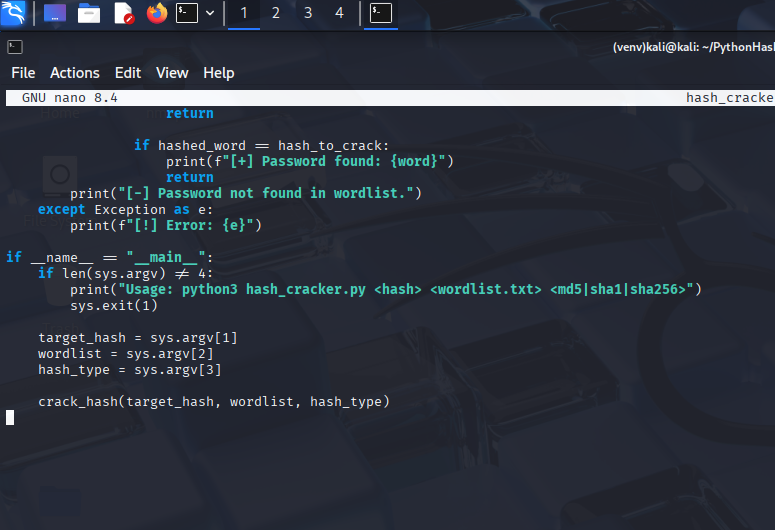 1 2 3 4
(venv)kali@kali: ~/PythonHas
File Actions Edit View Help
GNU nano 8.4 hash_cracke
return
if hashed_word == hash_to_crack:
print(f"[+] Password found: {word}")
return
print("[-] Password not found in wordlist.")
except Exception as e:
print(f"[!] Error: {e}")
if __name__ == "__main__":
if len(sys.argv) != 4:
print("Usage: python3 hash_cracker.py <hash> <wordlist.txt> <md5|sha1|sha256>")
sys.exit(1)
target_hash = sys.argv[1]
wordlist = sys.argv[2]
hash_type = sys.argv[3]
crack_hash(target_hash, wordlist, hash_type)